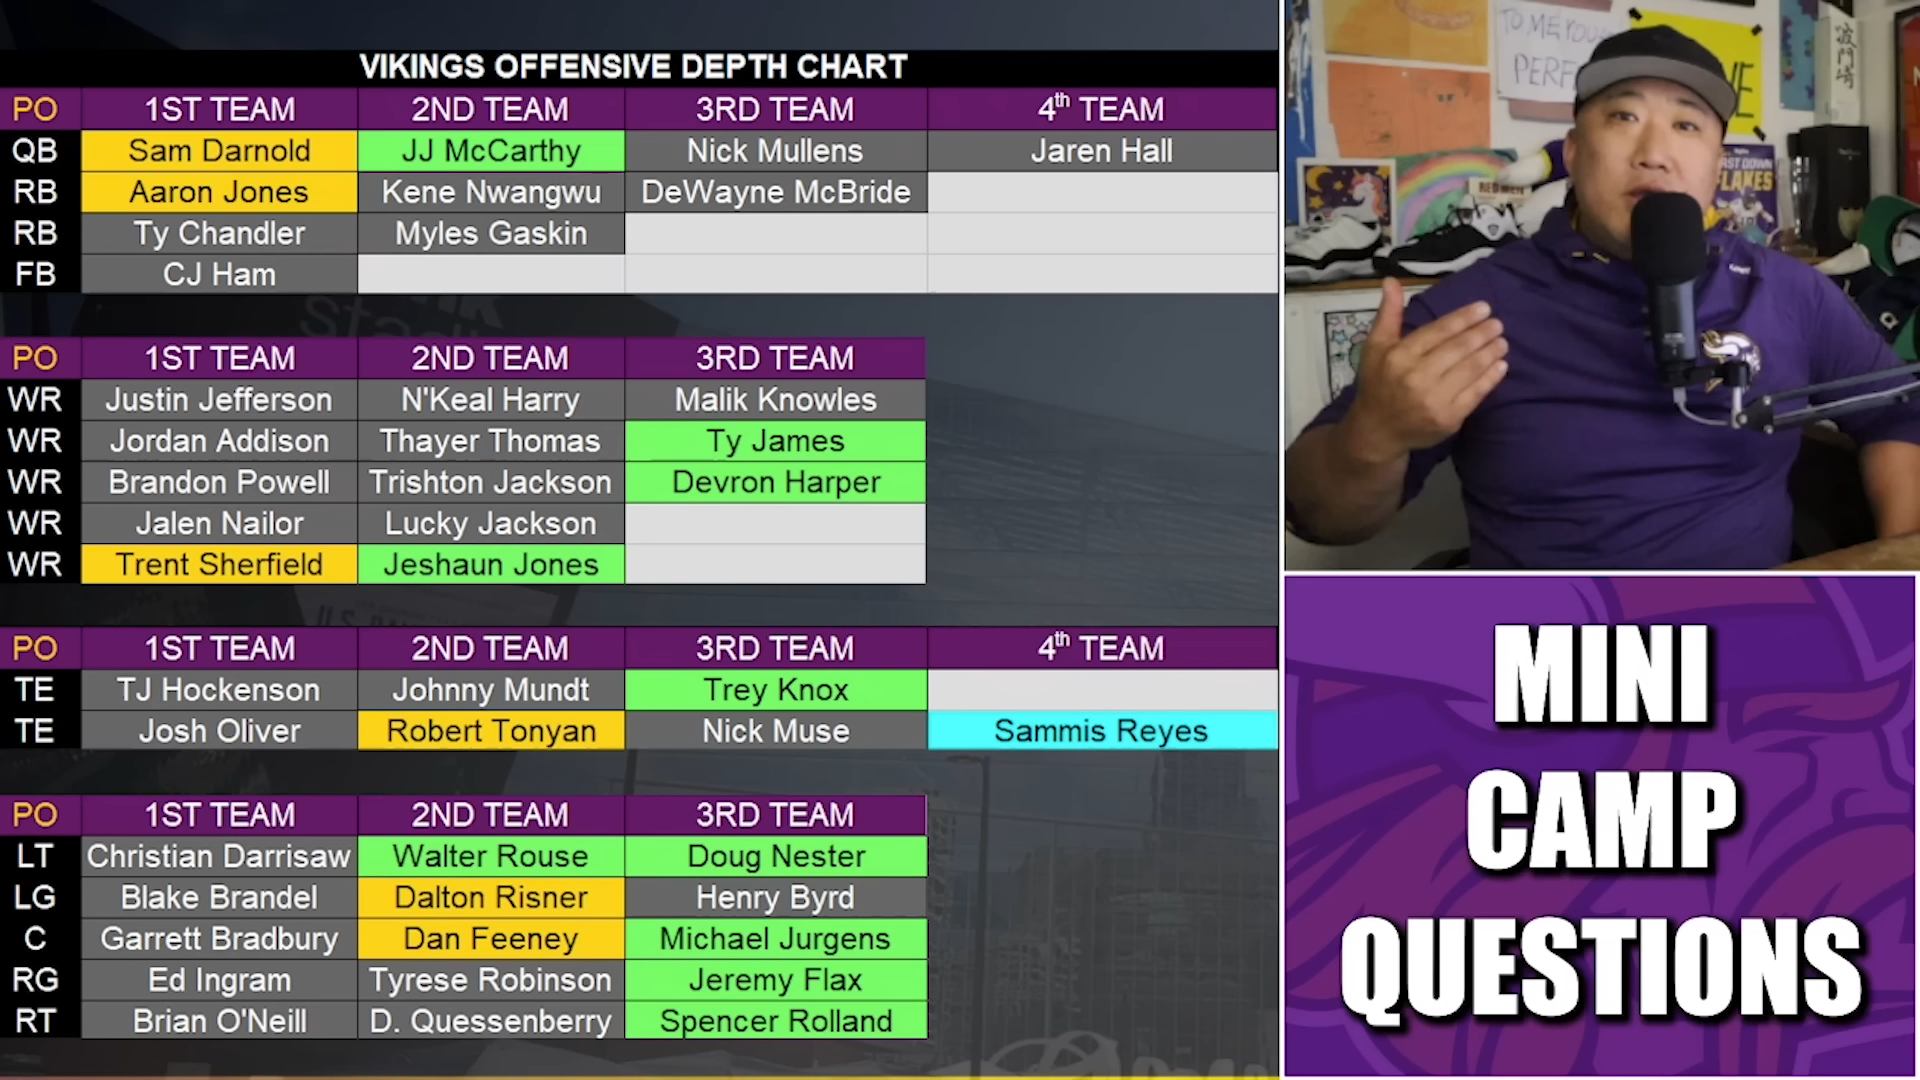 VIKINGS OFFENSIVE DEPTH CHART
PO 1ST TEAM 2ND TEAM 3RD TEAM 4th TEAM
QB Sam Darnold JJ McCarthy Nick Mullens Jaren Hall
RB Aaron Jones Kene Nwangwu DeWayne McBride
RB Ty Chandler Myles Gaskin
FB CJ Ham
PO 1ST TEAM 2ND TEAM 3RD TEAM
WR Justin Jefferson N'Keal Harry Malik Knowles
WR Jordan Addison Thayer Thomas Ty James
WR Brandon Powell Trishton Jackson Devron Harper
WR Jalen Nailor Lucky Jackson
WR Trent Sherfield Jeshaun Jones
PO 1ST TEAM 2ND TEAM 3RD TEAM 4th TEAM
TE TJ Hockenson Johnny Mundt Trey Knox
TE Josh Oliver Robert Tonyan Nick Muse Sammis Reyes
PO 1ST TEAM 2ND TEAM 3RD TEAM
LT Christian Darrisaw Walter Rouse Doug Nester
LG Blake Brandel Dalton Risner Henry Byrd
C Garrett Bradbury Dan Feeney Michael Jurgens
RG Ed Ingram Tyrese Robinson Jeremy Flax
RT Brian O'Neill D. Quessenberry Spencer Rolland
TO ME YOU
PERF
FLAKES
MINI
CAMP
QUESTIONS